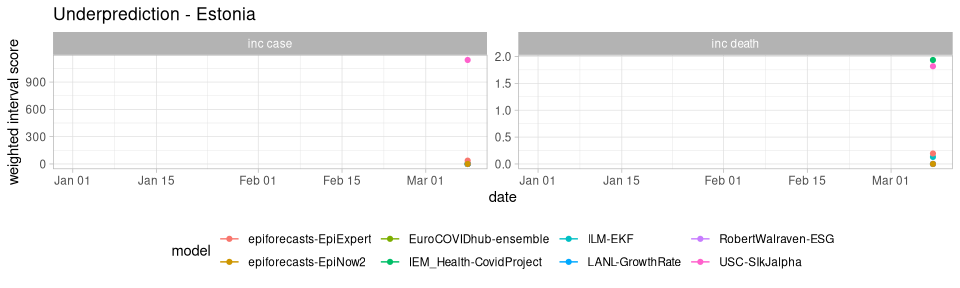 Underprediction - Estonia
inc case
inc death
weighted interval score
900
600
300
0
2.0
1.5
1.0
0.5
0.0
Jan 01 Jan 15 Feb 01 Feb 15 Mar 01
Jan 01 Jan 15 Feb 01 Feb 15 Mar 01
date
model
epiforecasts-EpiExpert EuroCOVIDhub-ensemble ILM-EKF RobertWalraven-ESG
epiforecasts-EpiNow2 IEM_Health-CovidProject LANL-GrowthRate USC-SIkJalpha